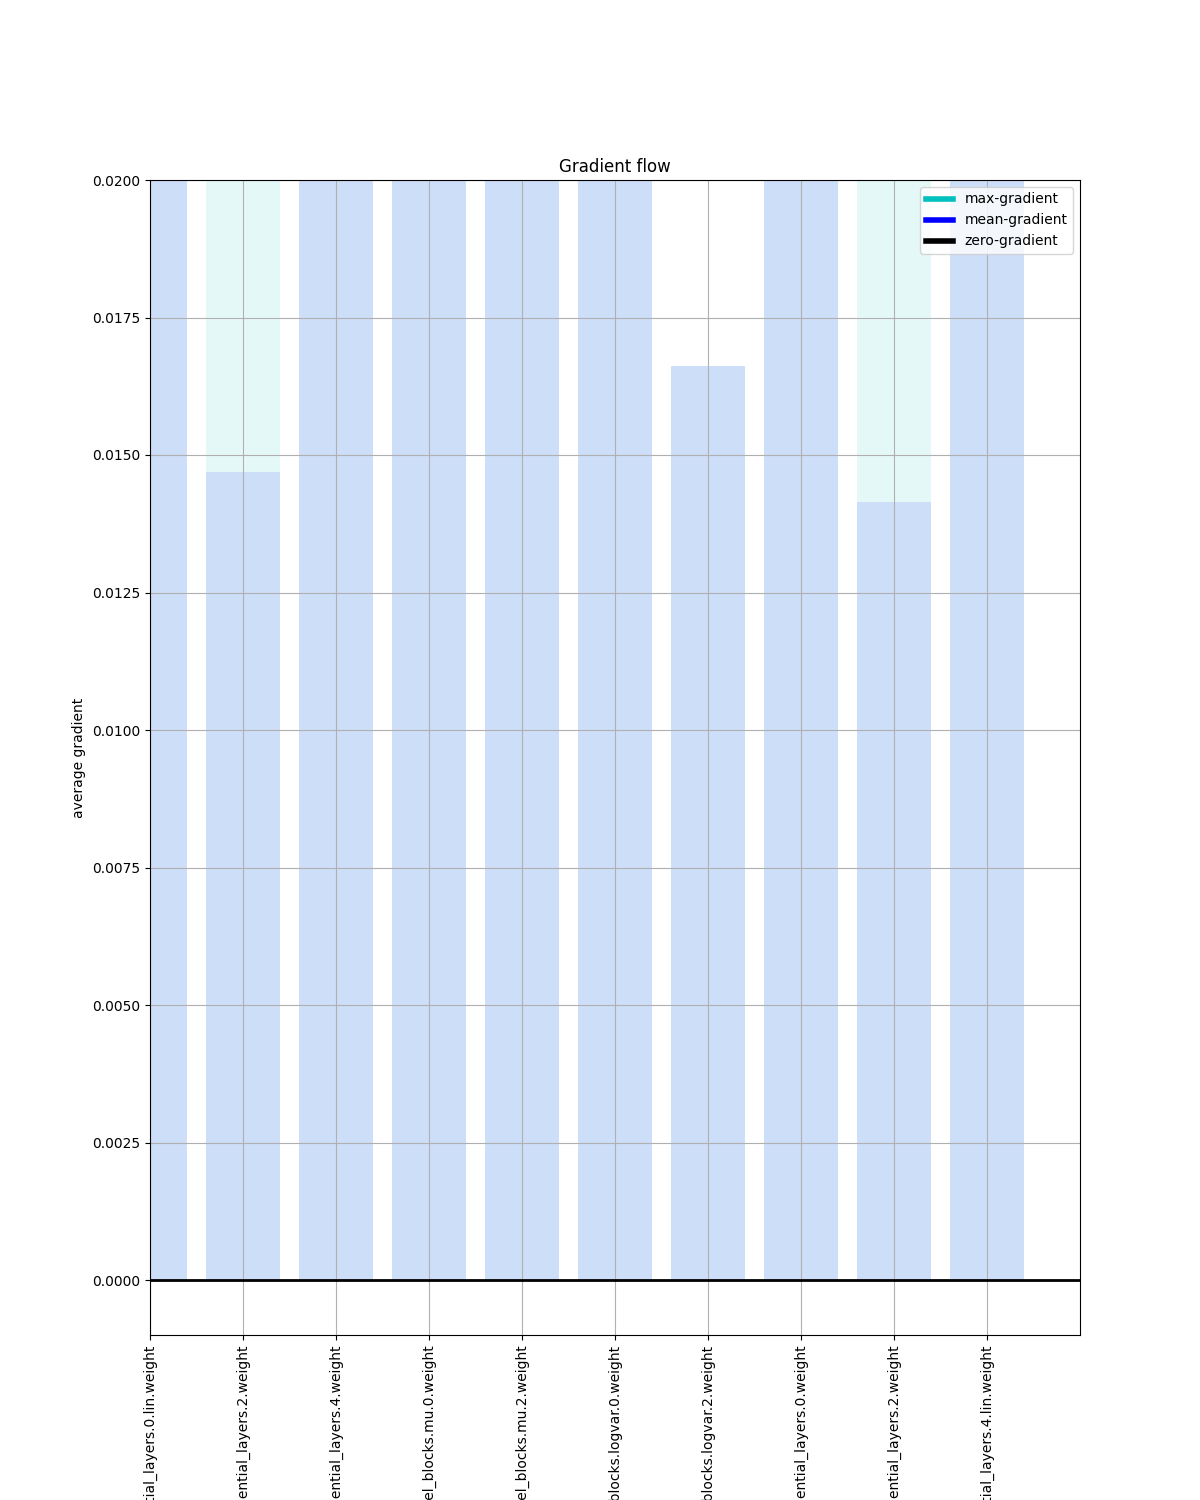 Gradient flow
max-gradient
mean-gradient
zero-gradient
0.0200
0.0175
0.0150
0.0125
0.0100
0.0075
0.0050
0.0025
0.0000
average gradient
tial_layers.0.lin.weight
ential_layers.2.weight
ential_layers.4.weight
el_blocks.mu.0.weight
el_blocks.mu.2.weight
blocks.logvar.0.weight
blocks.logvar.2.weight
ential_layers.0.weight
ential_layers.2.weight
tial_layers.4.lin.weight